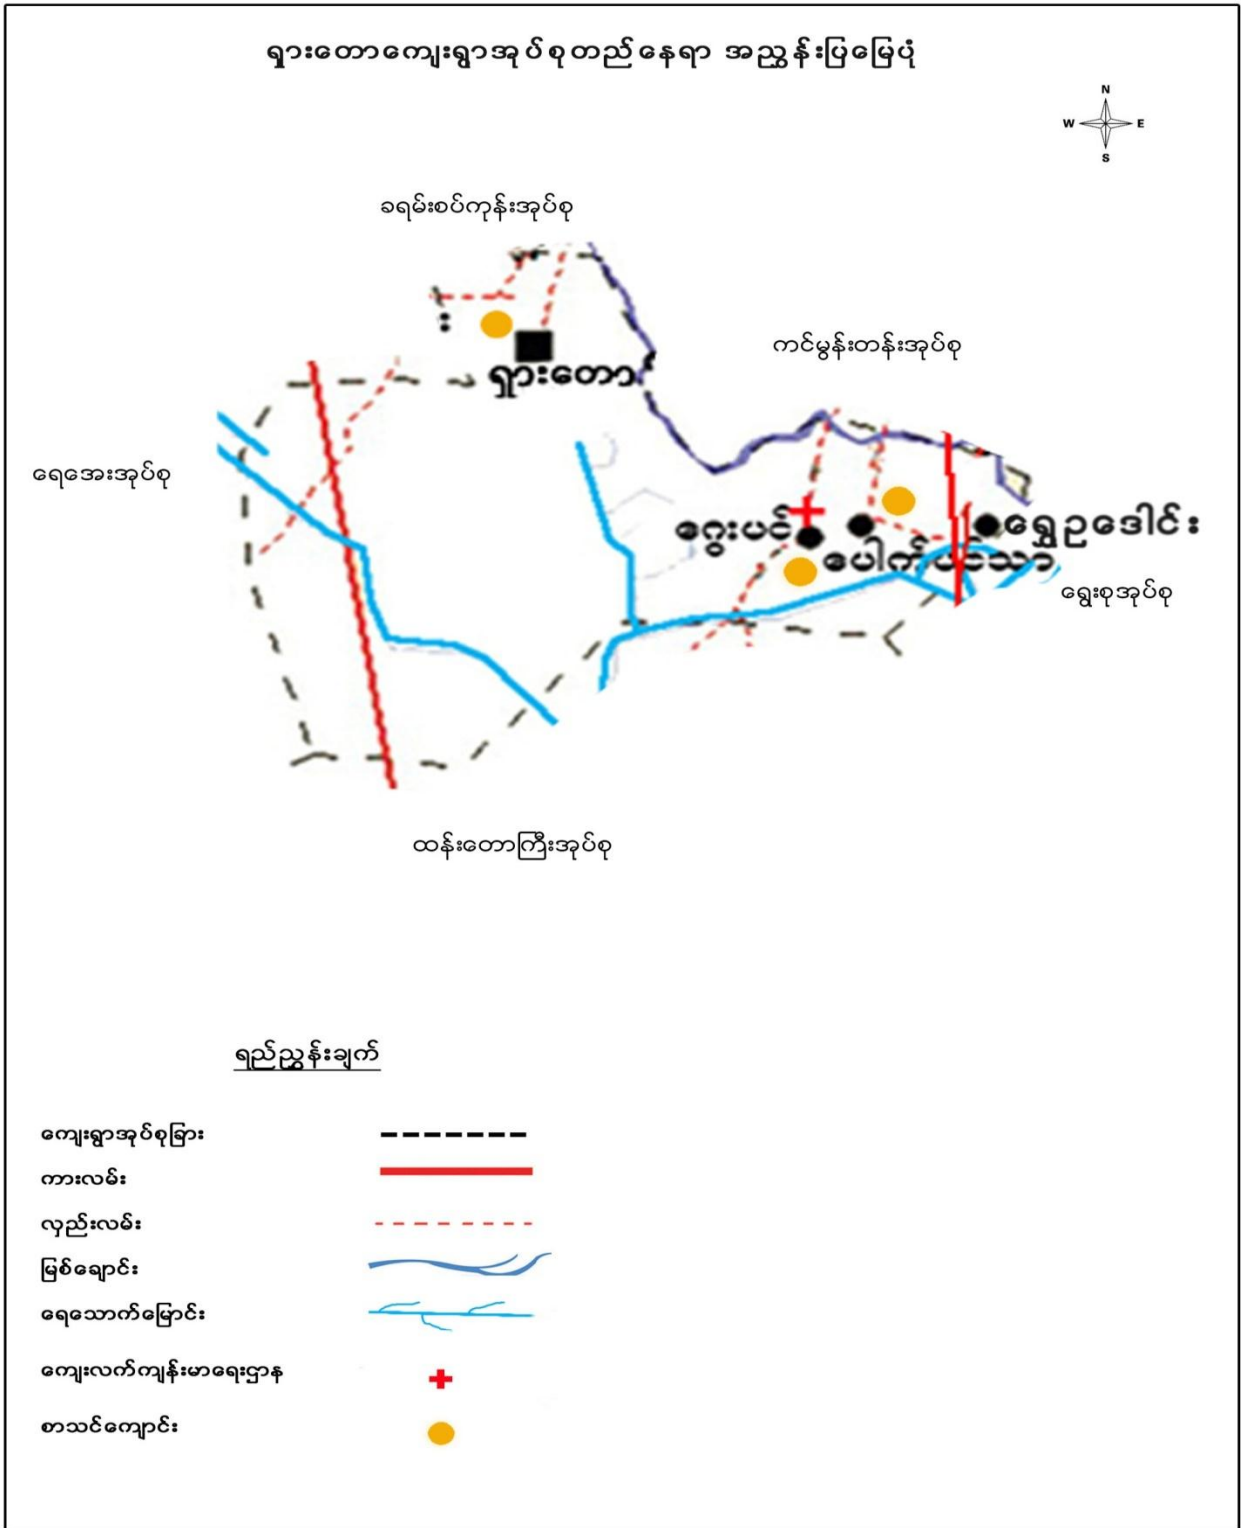 ရှားတောကျေးရွာအုပ်စုတည်နေရာ အညွှန်းပြမြေပုံ
N
W E
S
ခရမ်းစပ်ကုန်းအုပ်စု
ကင်မွန်းတန်းအုပ်စု
ရှားတော
ရေအေးအုပ်စု
ဂွေးပင်
ရွှေဥဒေါင်း
ပေါက်ပင်သာ
ရွေးစုအုပ်စု
ထန်းတောကြီးအုပ်စု
ရည်ညွှန်းချက်
ကျေးရွာအုပ်စုခြား
ကားလမ်း
လှည်းလမ်း
မြစ်ချောင်း
ရေသောက်မြောင်း
ကျေးလက်ကျန်းမာရေးဌာန
စာသင်ကျောင်း